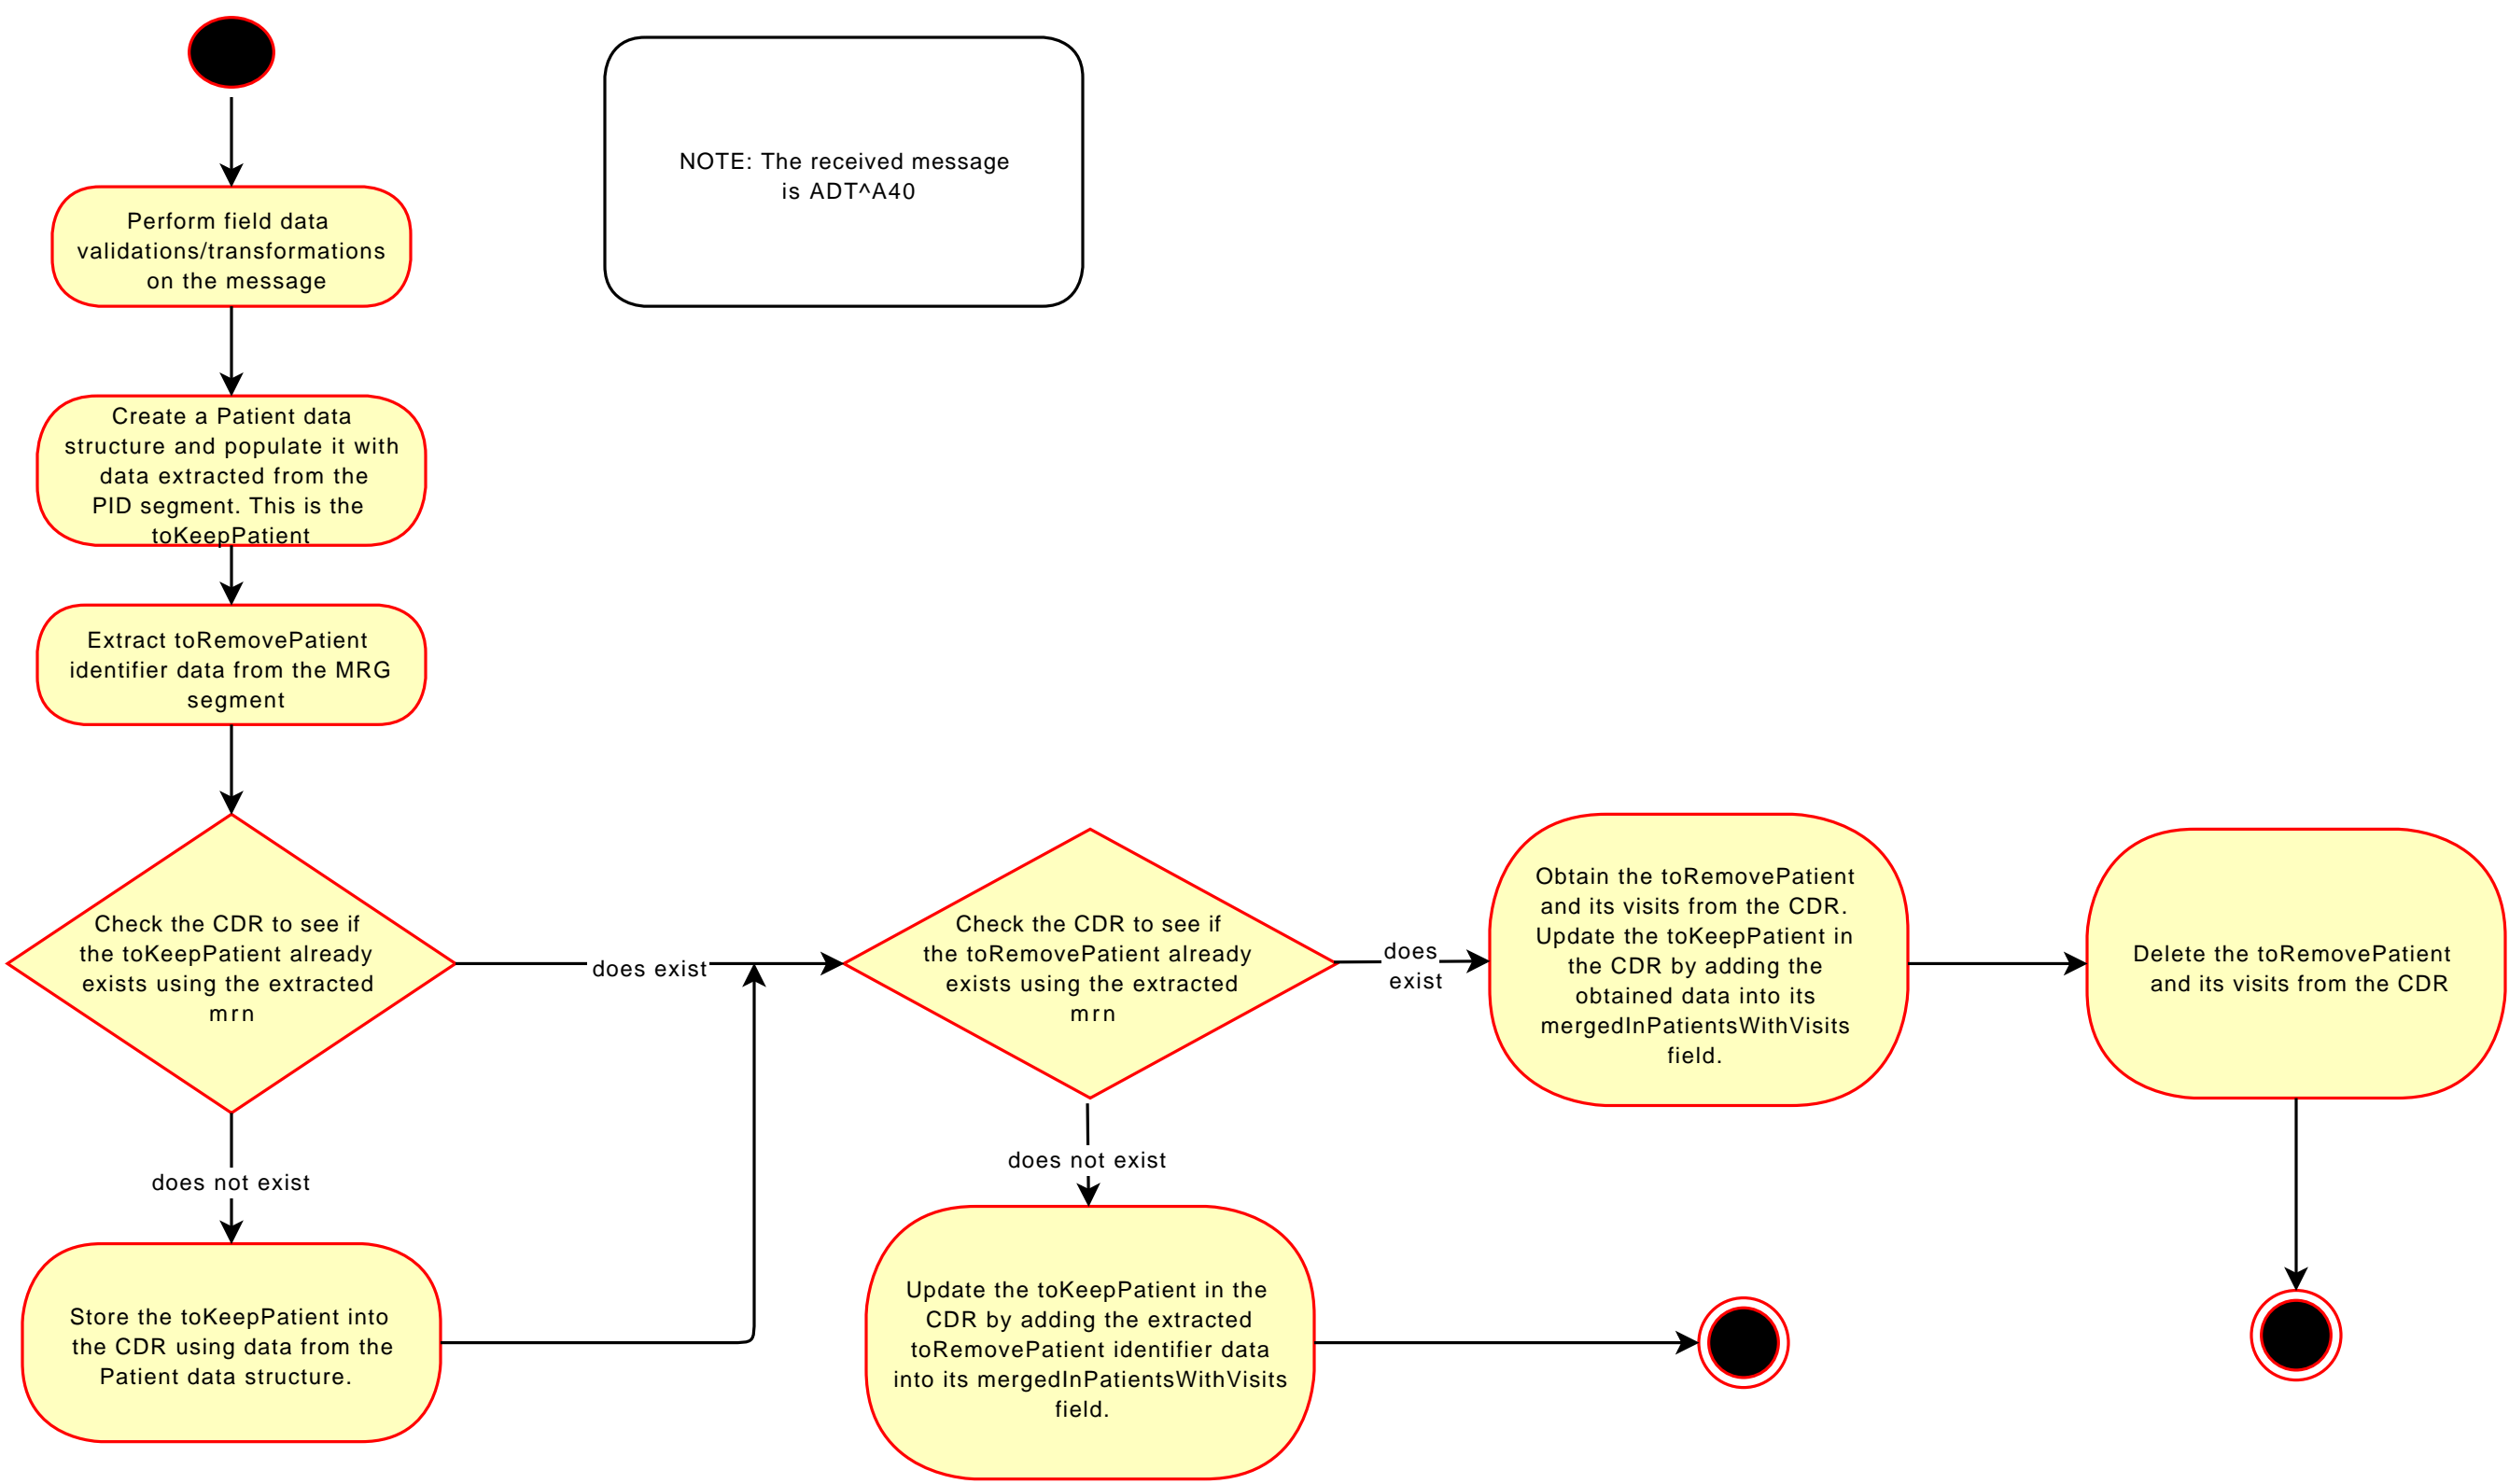 NOTE: The received message
is ADT^A40
Perform field data
validations/transformations
on the message
Create a Patient data
structure and populate it with
data extracted from the
PID segment. This is the
toKeepPatient
Extract toRemovePatient
identifier data from the MRG
segment
Check the CDR to see if
the toKeepPatient already
exists using the extracted
mrn
does exist
Check the CDR to see if
the toRemovePatient already
exists using the extracted
mrn
does
exist
Obtain the toRemovePatient
and its visits from the CDR.
Update the toKeepPatient in
the CDR by adding the
obtained data into its
mergedInPatientsWithVisits
field.
Delete the toRemovePatient
and its visits from the CDR
does not exist
does not exist
Store the toKeepPatient into
the CDR using data from the
Patient data structure.
Update the toKeepPatient in the
CDR by adding the extracted
toRemovePatient identifier data
into its mergedInPatientsWithVisits
field.